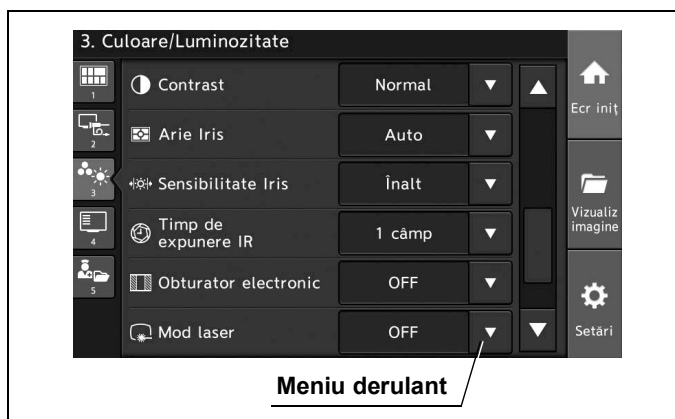 3. Culoare/Luminozitate
1
Contrast
Normal
▼
▲
Ecr iniț
2
Arie Iris
Auto
▼
3
Sensibilitate Iris
Înalt
▼
Vizualiz
imagine
4
Timp de
expunere IR
1 câmp
▼
5
Obturator electronic
OFF
▼
Mod laser
OFF
▼
▼
Setări
Meniu derulant